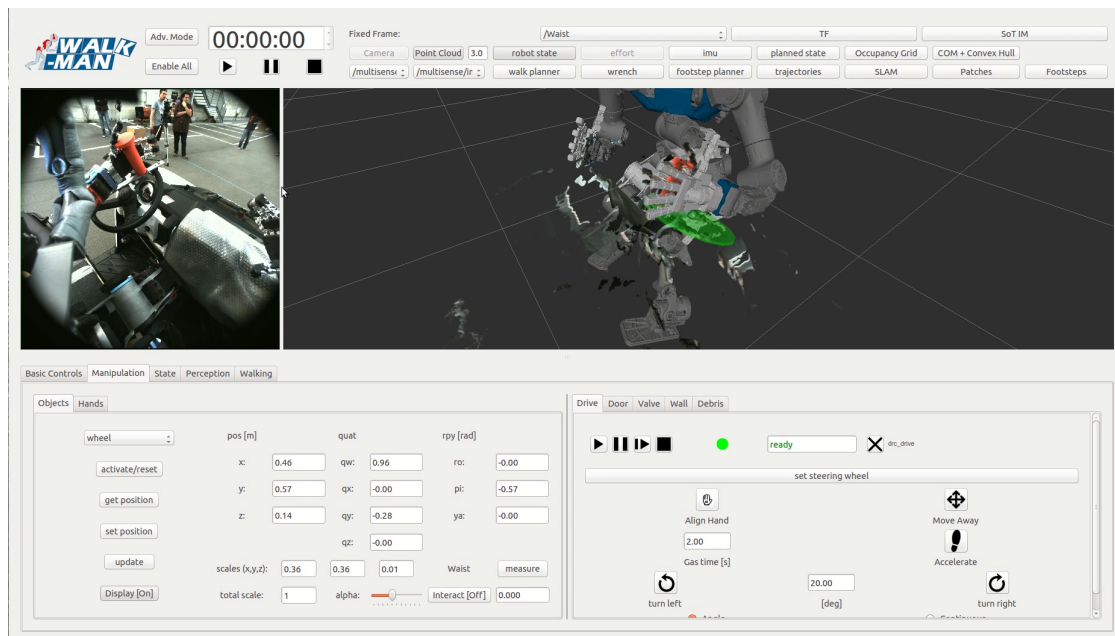 WALK
-MAN
Adv. Mode
Enable All
00:00:00
Fixed Frame:
/Waist
TF
SoT IM
Camera
Point Cloud
3.0
robot state
effort
imu
planned state
Occupancy Grid
COM + Convex Hull
/multisens
/multisense/ir
walk planner
wrench
footstep planner
trajectories
SLAM
Patches
Footsteps
Basic Controls
Manipulation
State
Perception
Walking
Objects
Hands
wheel
pos [m]
quat
rpy [rad]
activate/reset
x:
0.46
qw:
0.96
ro:
-0.00
get position
y:
0.57
qx:
-0.00
pi:
-0.57
set position
z:
0.14
qy:
-0.28
ya:
-0.00
qz:
-0.00
update
scales (x,y,z):
0.36
0.36
0.01
Waist
measure
Display [On]
total scale:
1
alpha:
Interact [Off]
0.000
Drive
Door
Valve
Wall
Debris
ready
drc_drive
set steering wheel
Align Hand
Move Away
2.00
Gas time [s]
Accelerate
20.00
turn left
[deg]
turn right
Angle
Continuous